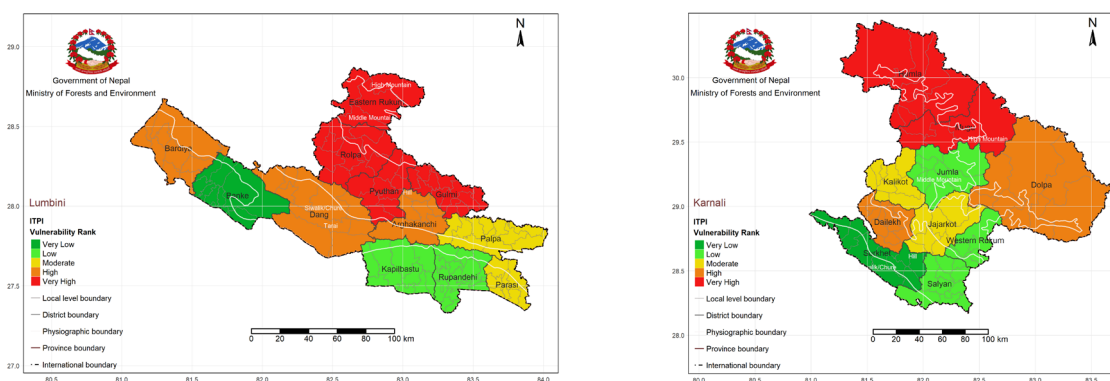 N
29.0
28.5
28.0
27.5
27.0
80.5
81.0
81.5
82.0
82.5
83.0
83.5
84.0
Government of Nepal
Ministry of Forests and Environment
High Mountain
Eastern Rukum
Middle Mountai
Rolpa
Bardiya
Banke
Pyuthan
Gulmi
Siwalik/Chure
Dang
Tarai
Arghakanchi
Palpa
Kapilbastu
Rupandehi
Parasi
Lumbini
ITPI
Vulnerability Rank
Very Low
Low
Moderate
High
Very High
Local level boundary
District boundary
Physiographic boundary
Province boundary
International boundary
0 20 40 60 80 100
km
N
30.0
29.5
29.0
28.5
28.0
80.0
80.5
81.0
81.5
82.0
82.5
83.0
83.5
Government of Nepal
Ministry of Forests and Environment
High Mountain
Jumla
Middle Mountain
Kalikot
Dolpa
Dailekh
Jajarkot
Western Rukum
Surkhet
Hill
Salyan
Karnali
ITPI
Vulnerability Rank
Very Low
Low
Moderate
High
Very High
Local level boundary
District boundary
Physiographic boundary
Province boundary
International boundary
0 20 40 60 80 100
km